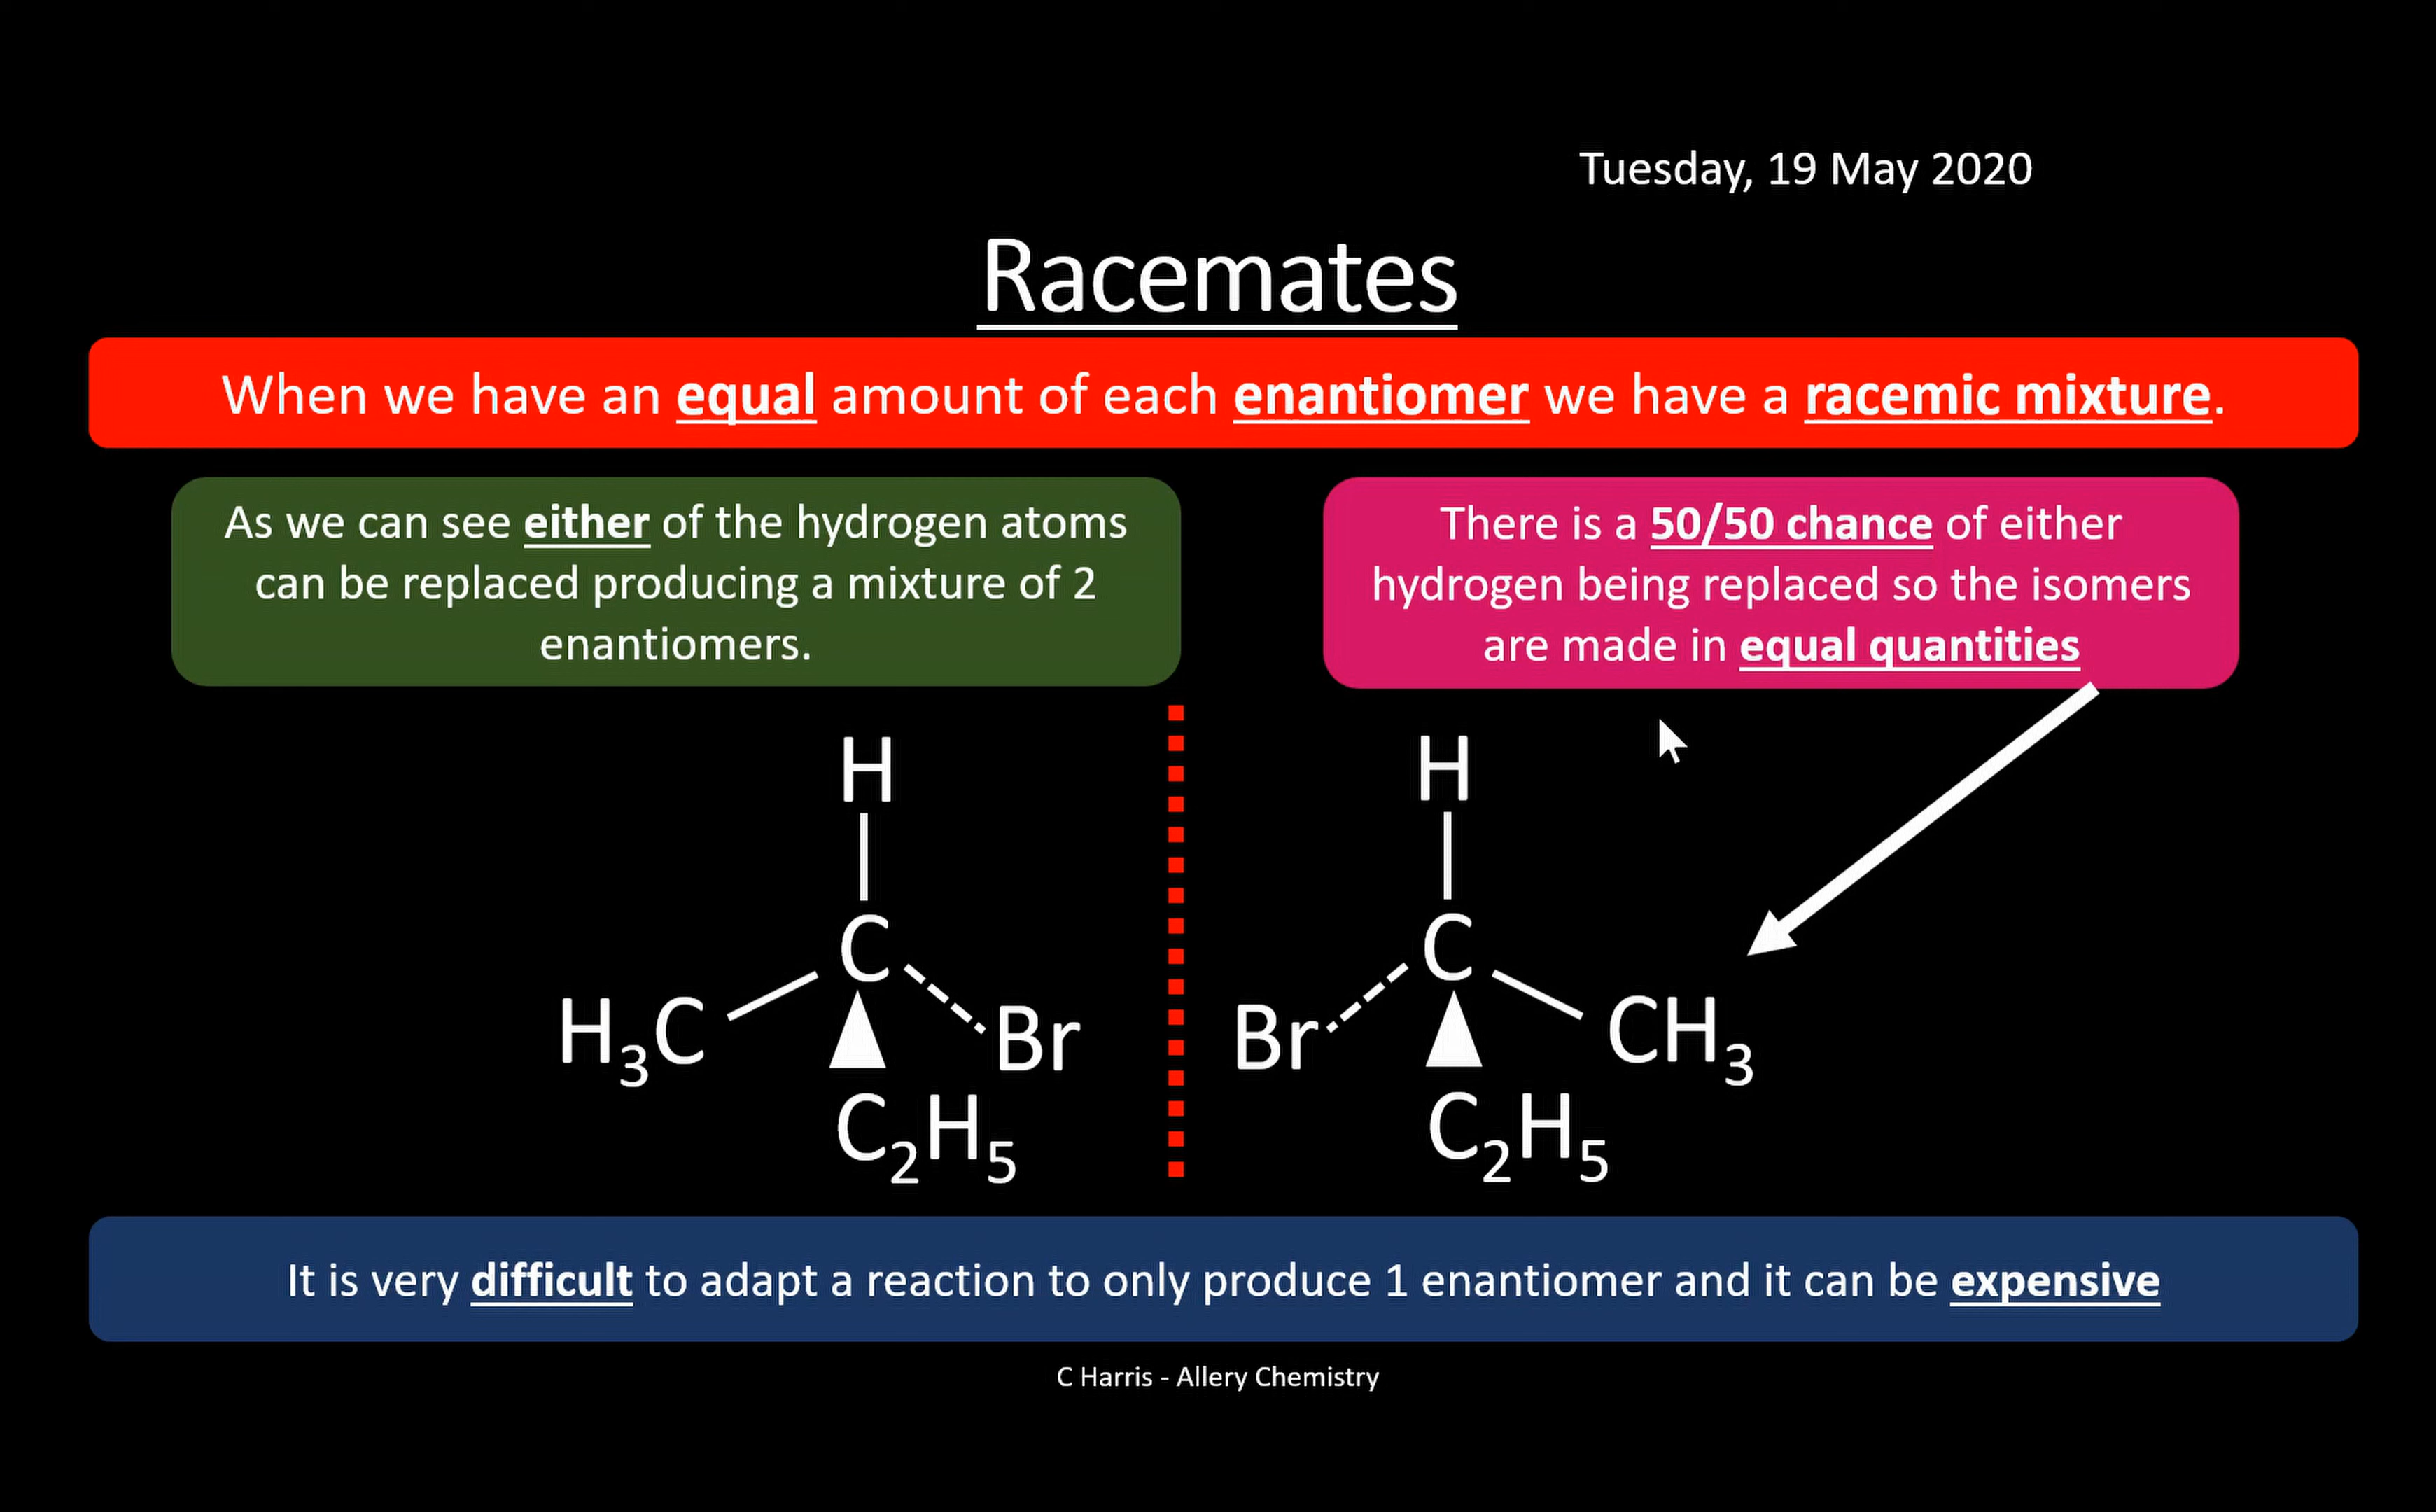 Tuesday, 19 May 2020
Racemates
When we have an equal amount of each enantiomer we have a racemic mixture.
As we can see either of the hydrogen atoms
can be replaced producing a mixture of 2
enantiomers.
There is a 50/50 chance of either
hydrogen being replaced so the isomers
are made in equal quantities
H
C
H₃C
Br
C₂H₅
H
C
Br
CH₃
C₂H₅
It is very difficult to adapt a reaction to only produce 1 enantiomer and it can be expensive
C Harris - Allery Chemistry